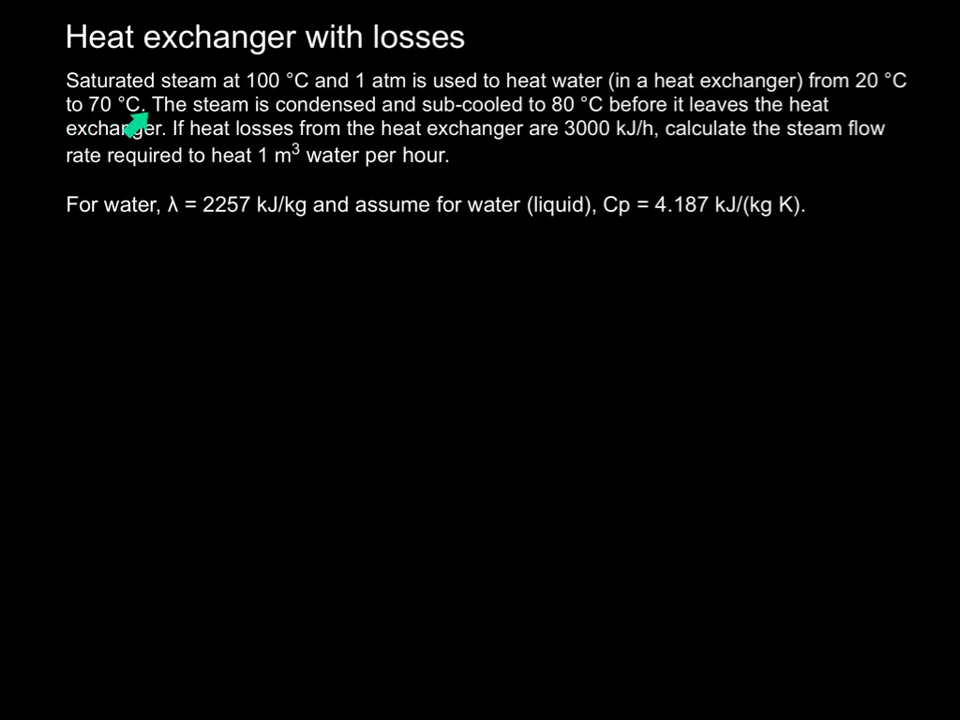 Heat exchanger with losses
Saturated steam at 100 °C and 1 atm is used to heat water (in a heat exchanger) from 20 °C
to 70 °C. The steam is condensed and sub-cooled to 80 °C before it leaves the heat
exchanger. If heat losses from the heat exchanger are 3000 kJ/h, calculate the steam flow
rate required to heat 1 m³ water per hour.
For water, λ = 2257 kJ/kg and assume for water (liquid), Cp = 4.187 kJ/(kg K).